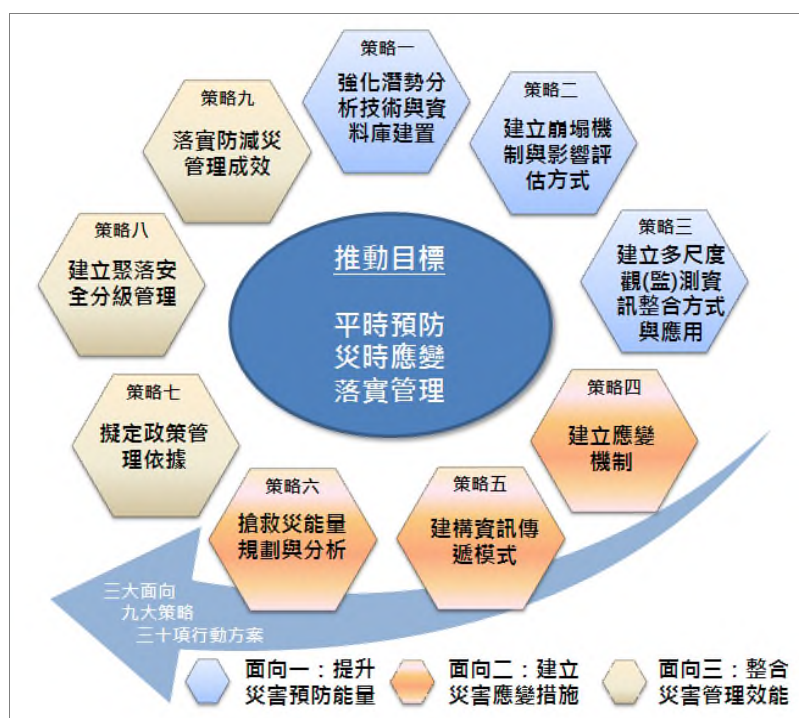 策略一
強化潛勢分
析技術與資
料庫建置
策略二
建立崩塌機
制與影響評
估方式
策略三
建立多尺度
觀(監)測資
訊整合方式
與應用
策略四
建立應變
機制
策略五
建構資訊傳
遞模式
策略六
搶救災能量
規劃與分析
策略七
擬定政策管
理依據
策略八
建立聚落安
全分級管理
策略九
落實防減災
管理成效
推動目標
平時預防
災時應變
落實管理
三大面向
九大策略
三十項行動方案
面向一：提升
災害預防能量
面向二：建立
災害應變措施
面向三：整合
災害管理效能